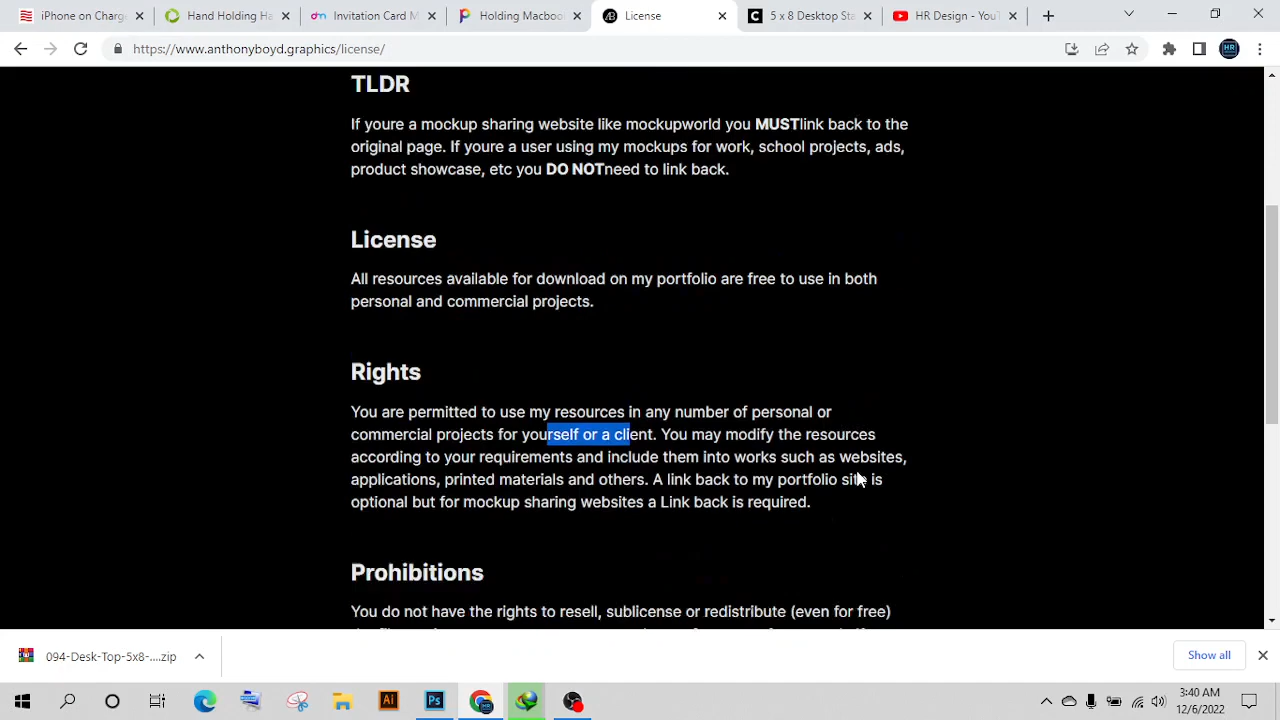 iPhone on Charg
Hand Holding Ha
Invitation Card M
Holding Macboo
License
5 x 8 Desktop Sta
HR Design - YouT
https://www.anthonyboyd.graphics/license/
TLDR
If youre a mockup sharing website like mockupworld you MUSTlink back to the
original page. If youre a user using my mockups for work, school projects, ads,
product showcase, etc you DO NOTneed to link back.
License
All resources available for download on my portfolio are free to use in both
personal and commercial projects.
Rights
You are permitted to use my resources in any number of personal or
commercial projects for yourself or a client. You may modify the resources
according to your requirements and include them into works such as websites,
applications, printed materials and others. A link back to my portfolio site is
optional but for mockup sharing websites a Link back is required.
Prohibitions
You do not have the rights to resell, sublicense or redistribute (even for free)
094-Desk-Top-5x8-....zip
Show all
3:40 AM
12/6/2022